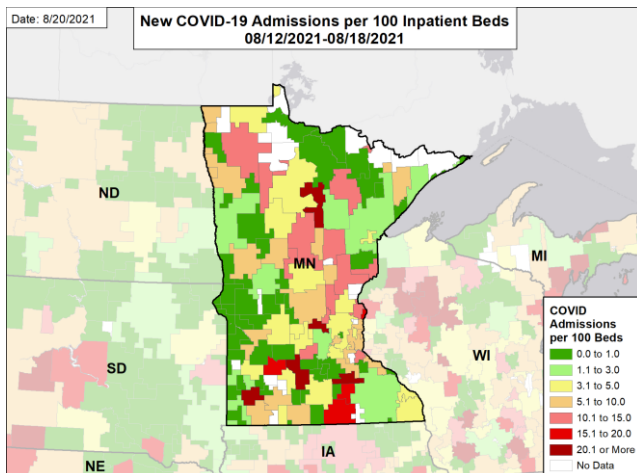 Date: 8/20/2021
New COVID-19 Admissions per 100 Inpatient Beds
08/12/2021-08/18/2021
ND
MN
MI
SD
WI
NE
IA
COVID
Admissions
per 100 Beds
0.0 to 1.0
1.1 to 3.0
3.1 to 5.0
5.1 to 10.0
10.1 to 15.0
15.1 to 20.0
20.1 or More
No Data